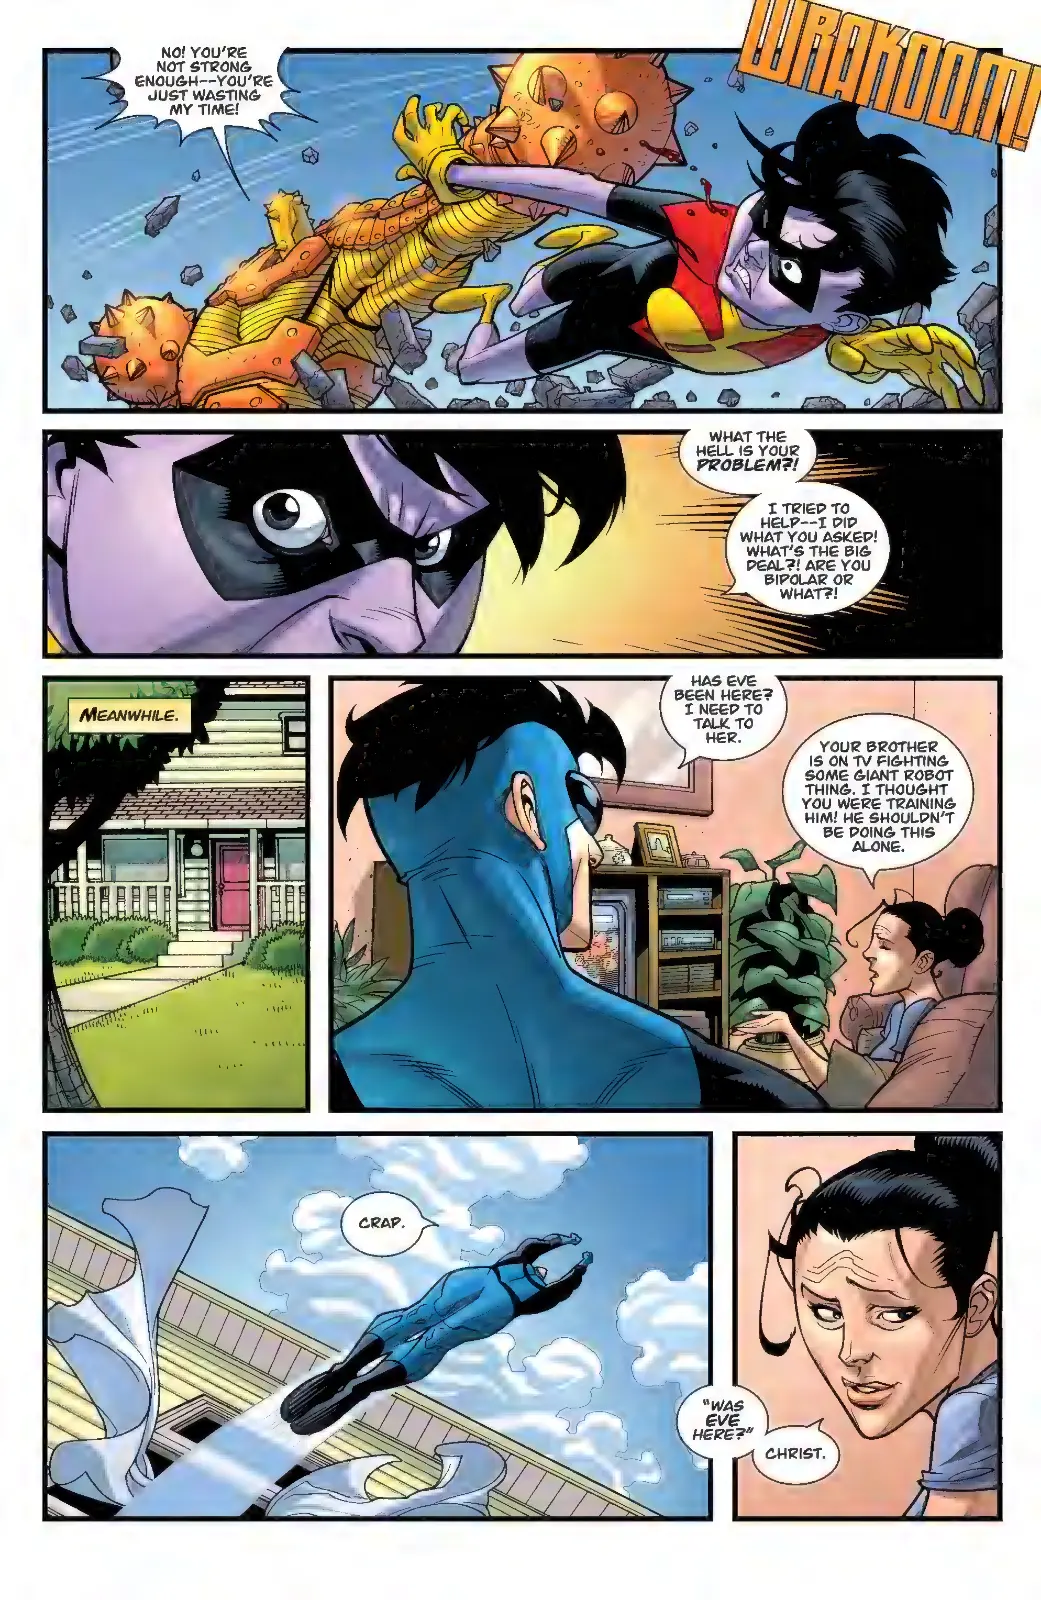 WRAKOOM!
NO! YOU'RE
NOT STRONG
ENOUGH--YOU'RE
JUST WASTING
MY TIME!
WHAT THE
HELL IS YOUR
PROBLEM?!
I TRIED TO
HELP--I DID
WHAT YOU ASKED!
WHAT'S THE BIG
DEAL?! ARE YOU
BIPOLAR OR
WHAT?!
MEANWHILE.
HAS EVE
BEEN HERE?
I NEED TO
TALK TO
HER.
YOUR BROTHER
IS ON TV FIGHTING
SOME GIANT ROBOT
THING. I THOUGHT
YOU WERE TRAINING
HIM! HE SHOULDN'T
BE DOING THIS
ALONE.
CRAP.
"WAS
EVE
HERE?"
CHRIST.